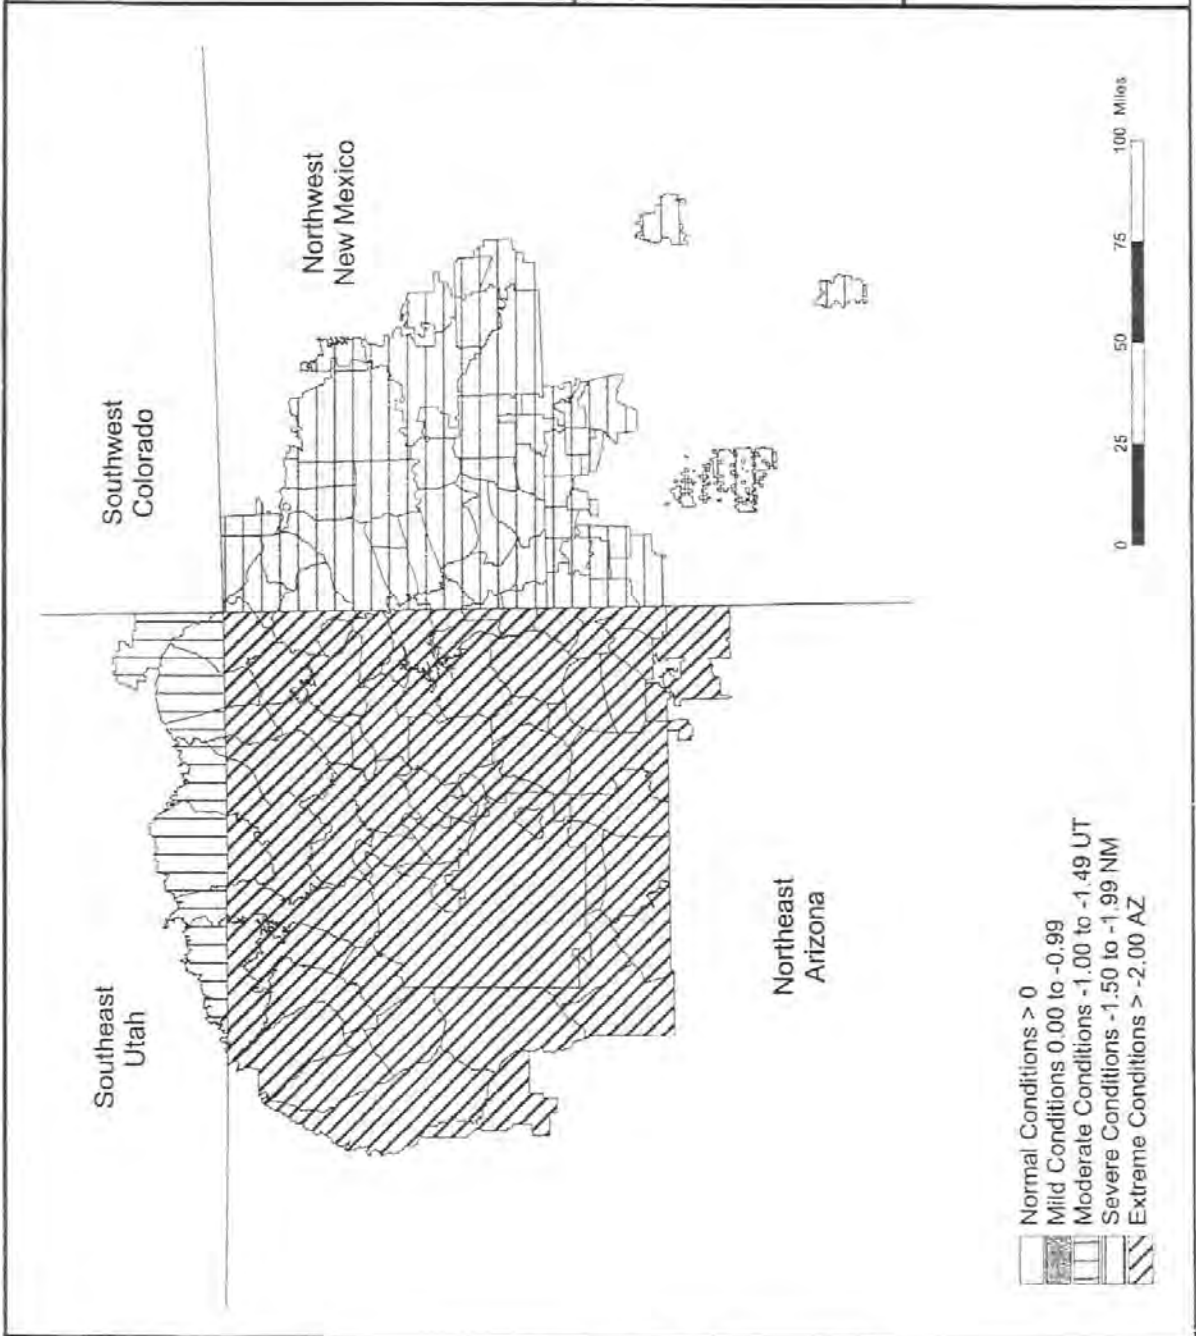 Southeast
Utah
Southwest
Colorado
Northwest
New Mexico
Northeast
Arizona
Normal Conditions > 0
Mild Conditions 0.00 to -0.99
Moderate Conditions -1.00 to -1.49 UT
Severe Conditions -1.50 to -1.99 NM
Extreme Conditions > -2.00 AZ
0 25 50 75 100 Miles